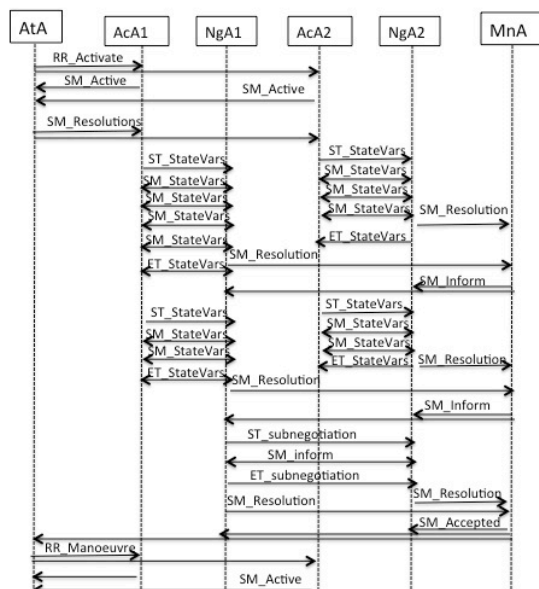 AtA AcA1 NgA1 AcA2 NgA2 MnA
RR_Activate
SM_Active
SM_Active
SM_Resolutions
ST_StateVars
ST_StateVars
SM_StateVars
SM_StateVars
SM_StateVars
SM_StateVars
SM_StateVars
SM_StateVars
SM_Resolution
SM_StateVars
ET_StateVars
SM_Resolution
ET_StateVars
SM_Inform
ST_StateVars
ST_StateVars
SM_StateVars
SM_StateVars
SM_StateVars
SM_StateVars
ET_StateVars
SM_Resolution
ET_StateVars
SM_Resolution
SM_Inform
ST_subnegotiation
SM_inform
ET_subnegotiation
SM_Resolution
SM_Resolution
SM_Accepted
RR_Manoeuvre
SM_Active